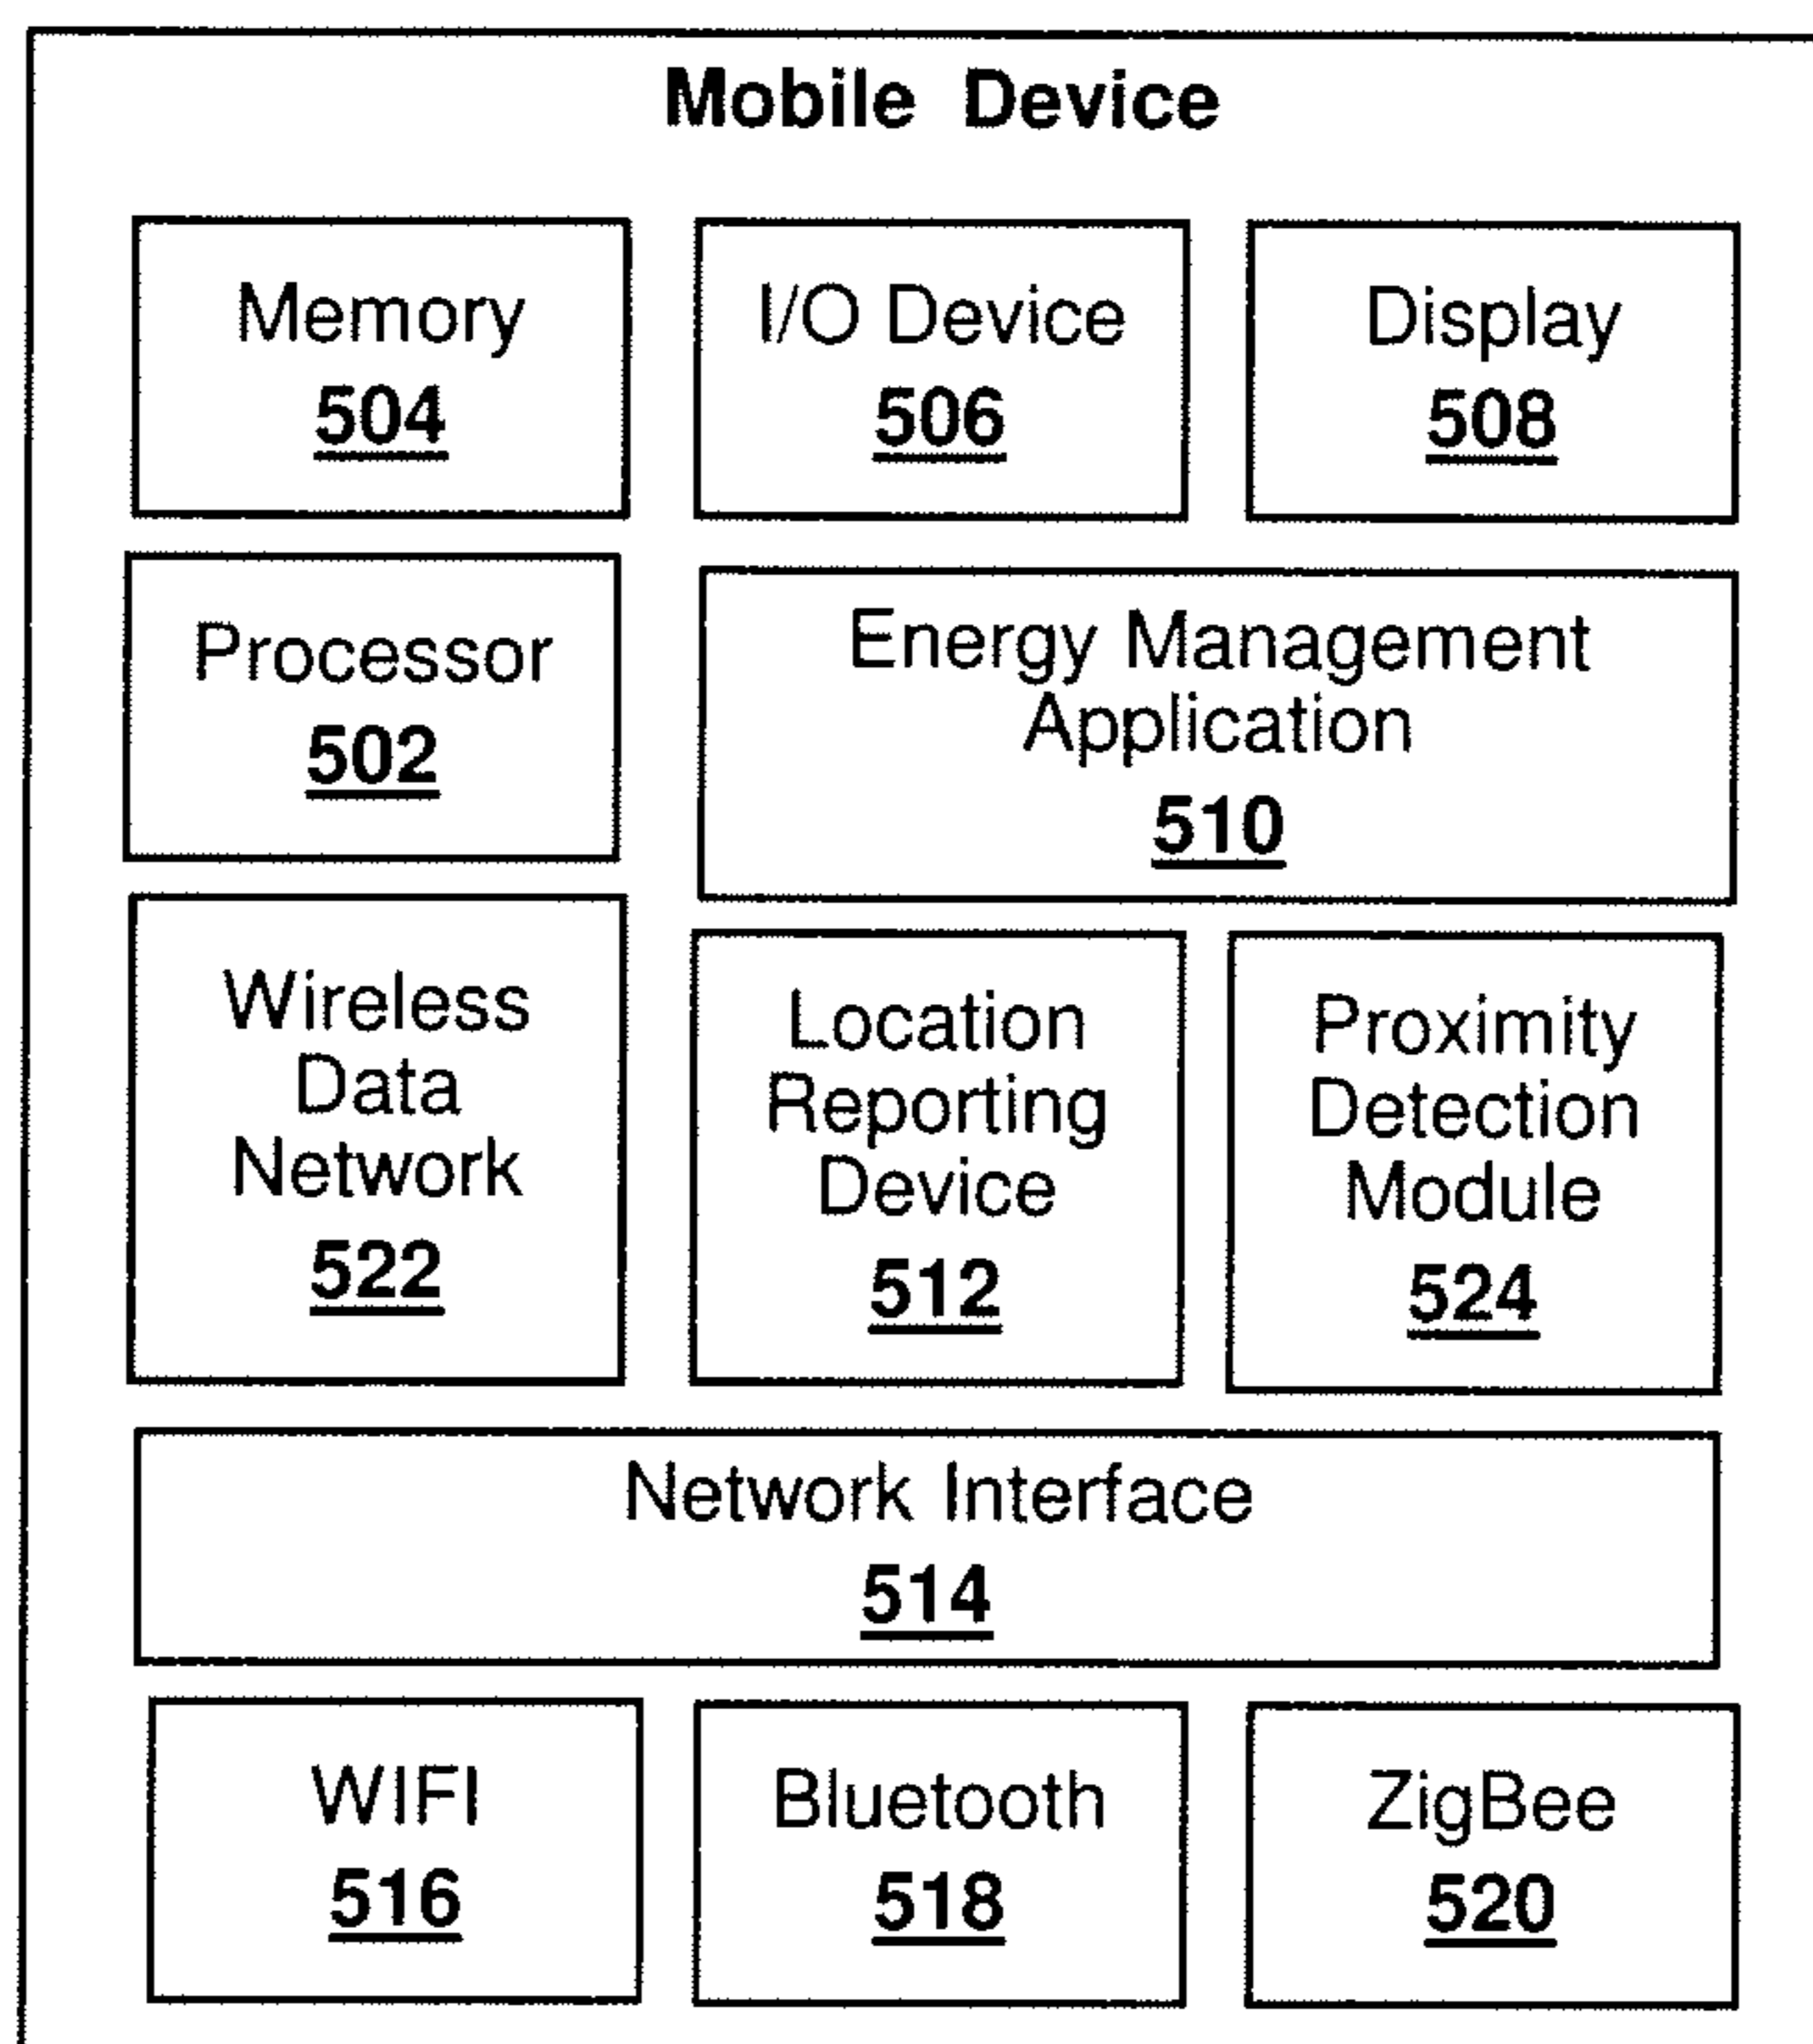 Mobile Device
Memory
504
I/O Device
506
Display
508
Processor
502
Energy Management
Application
510
Wireless
Data
Network
522
Location
Reporting
Device
512
Proximity
Detection
Module
524
Network Interface
514
WIFI
516
Bluetooth
518
ZigBee
520